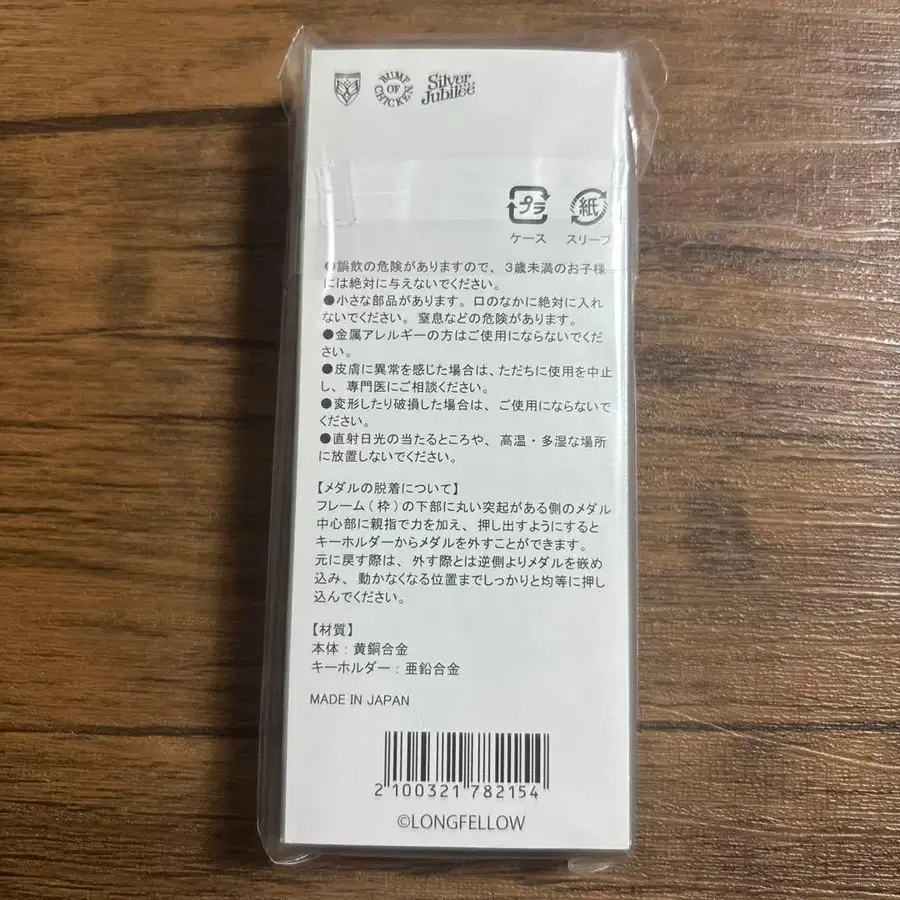 BUMP OF CHICKEN
Silver
Jubilee
プラ
紙
ケース スリーブ
●誤飲の危険がありますので、3歳未満のお子様
には絶対に与えないでください。
●小さな部品があります。口のなかに絶対に入れ
ないでください。窒息などの危険があります。
●金属アレルギーの方はご使用にならないでくだ
さい。
●皮膚に異常を感じた場合は、ただちに使用を中止
し、専門医にご相談ください。
●変形したり破損した場合は、ご使用にならないで
ください。
●直射日光の当たるところや、高温・多湿な場所
に放置しないでください。
【メダルの脱着について】
フレーム(枠)の下部に丸い突起がある側のメダル
中心部に親指で力を加え、押し出すようにすると
キーホルダーからメダルを外すことができます。
元に戻す際は、外す際とは逆側よりメダルを嵌め
込み、動かなくなる位置までしっかりと均等に押し
込んでください。
【材質】
本体:黄銅合金
キーホルダー:亜鉛合金
MADE IN JAPAN
2 100321 782154
©LONGFELLOW